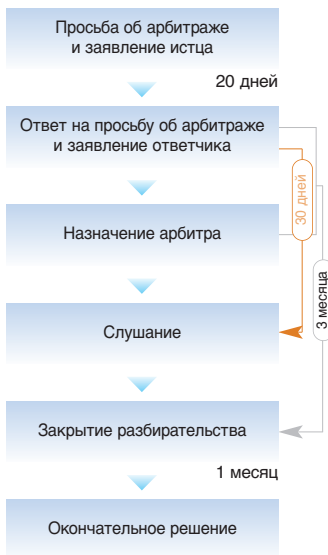 Просьба об арбитраже
и заявление истца
20 дней
Ответ на просьбу об арбитраже
и заявление ответчика
30 дней
Назначение арбитра
3 месяца
Слушание
Закрытие разбирательства
1 месяц
Окончательное решение